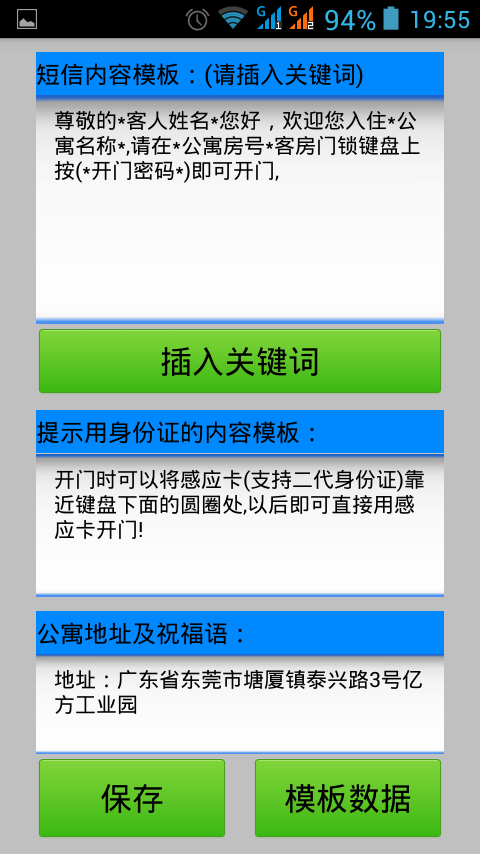 G 1 G 2 94% 19:55
短信内容模板：(请插入关键词)
尊敬的*客人姓名*您好，欢迎您入住*公
寓名称*,请在*公寓房号*客房门锁键盘上
按(*开门密码*)即可开门,
插入关键词
提示用身份证的内容模板：
开门时可以将感应卡(支持二代身份证)靠
近键盘下面的圆圈处,以后即可直接用感
应卡开门!
公寓地址及祝福语：
地址：广东省东莞市塘厦镇泰兴路3号亿
方工业园
保存 模板数据